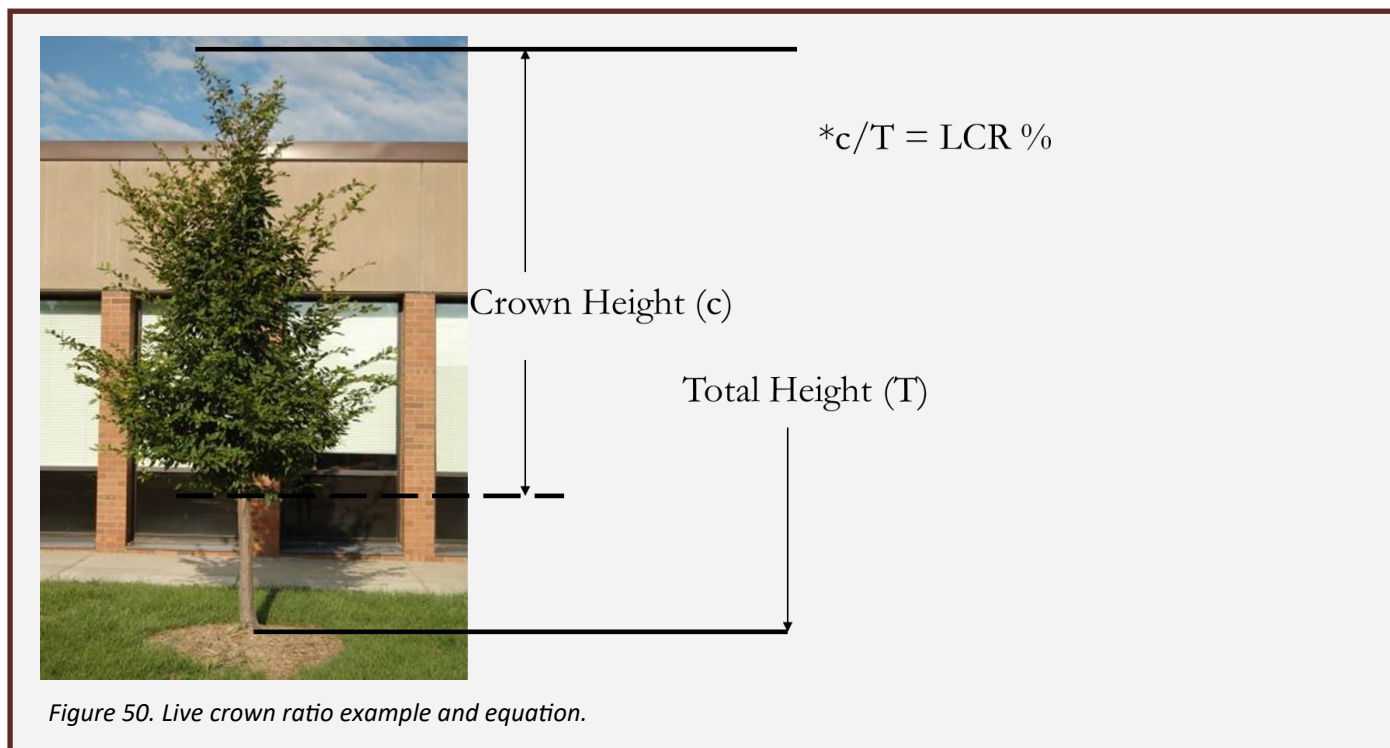 *c/T = LCR %
Crown Height (c)
Total Height (T)
Figure 50. Live crown ratio example and equation.